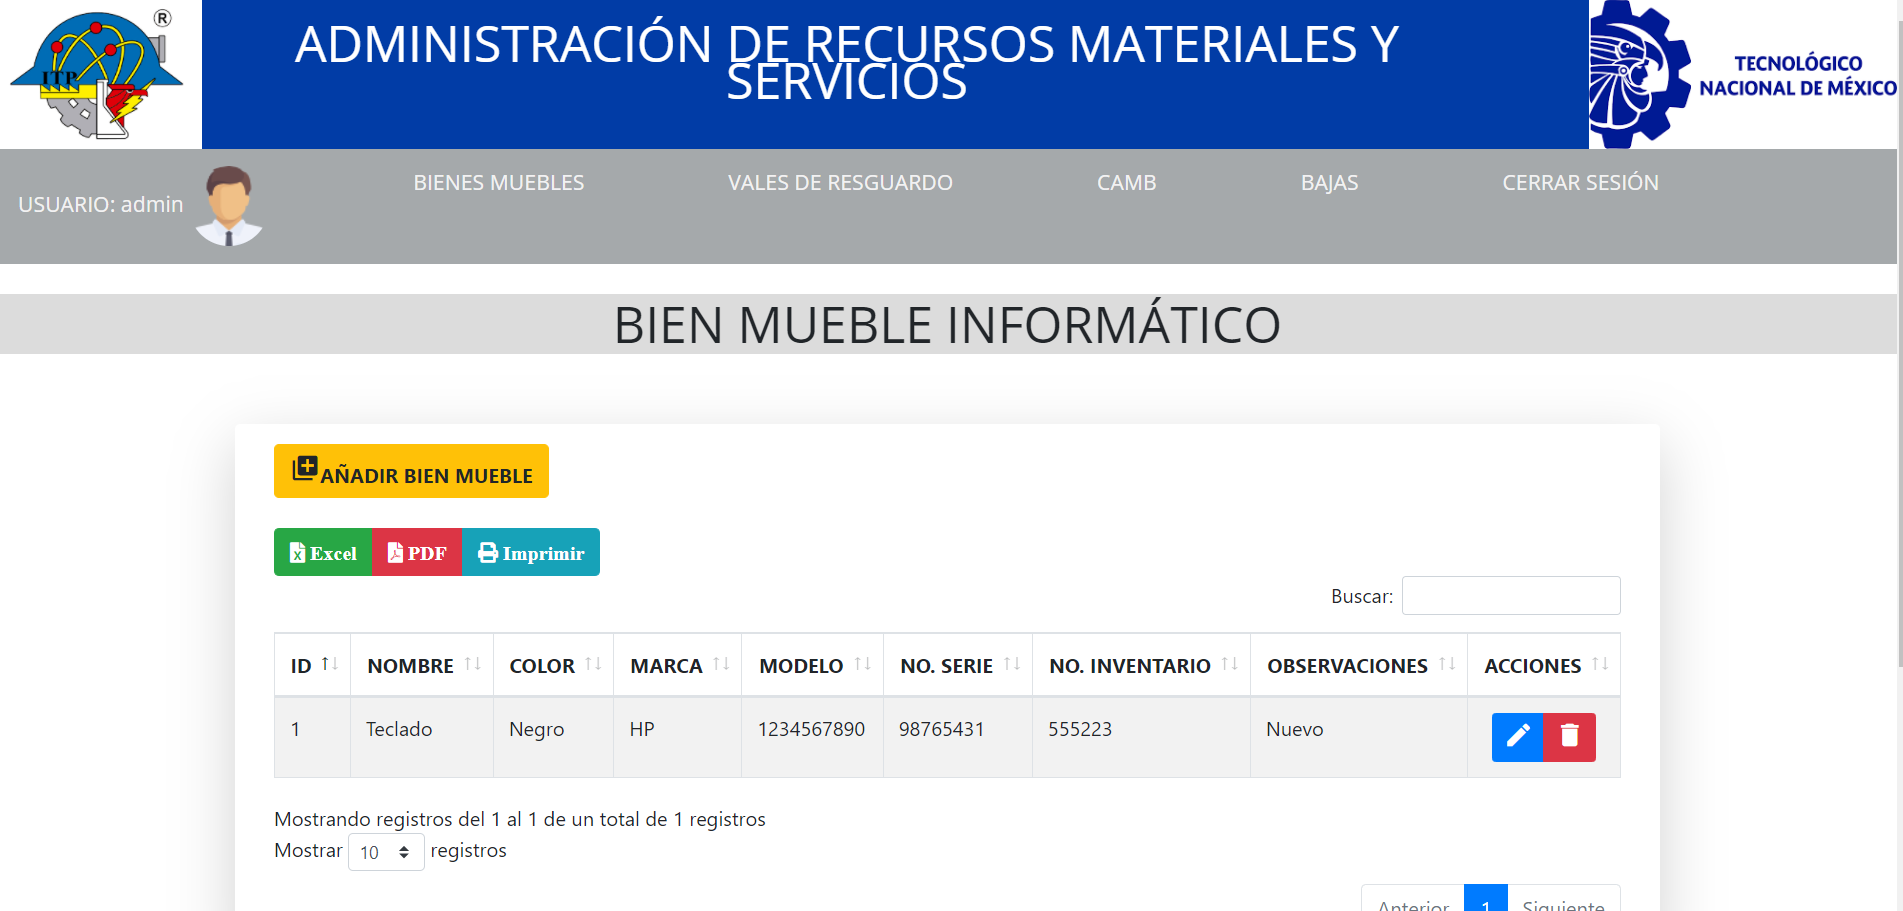 ITP
®
ADMINISTRACIÓN DE RECURSOS MATERIALES Y
SERVICIOS
TECNOLÓGICO
NACIONAL DE MÉXICO
USUARIO: admin
BIENES MUEBLES
VALES DE RESGUARDO
CAMB
BAJAS
CERRAR SESIÓN
BIEN MUEBLE INFORMÁTICO
AÑADIR BIEN MUEBLE
Excel PDF Imprimir
Buscar:
ID NOMBRE COLOR MARCA MODELO NO. SERIE NO. INVENTARIO OBSERVACIONES ACCIONES
1 Teclado Negro HP 1234567890 98765431 555223 Nuevo
Mostrando registros del 1 al 1 de un total de 1 registros
Mostrar 10 registros
Anterior 1 Siguiente